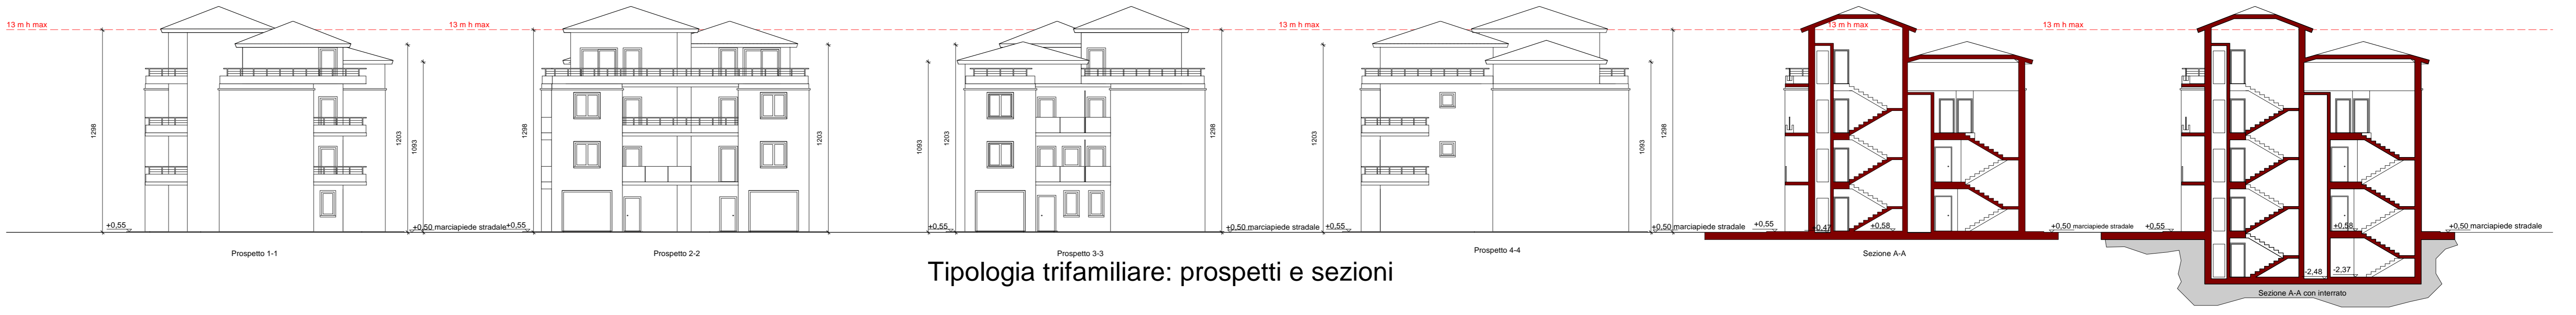 13 m h max
13 m h max
13 m h max
13 m h max
13 m h max
1298
1203
1093
1298
1203
1093
1203
1298
1203
1093
1298
+0,55
+0,50 marciapiede stradale
+0,55
+0,55
+0,50 marciapiede stradale
+0,55
+0,50 marciapiede stradale
+0,55
+0,47
+0,58
+0,50 marciapiede stradale
+0,55
+0,58
+0,50 marciapiede stradale
Prospetto 1-1
Prospetto 2-2
Prospetto 3-3
Prospetto 4-4
Sezione A-A
-2,48
-2,37
Sezione A-A con interrato
Tipologia trifamiliare: prospetti e sezioni